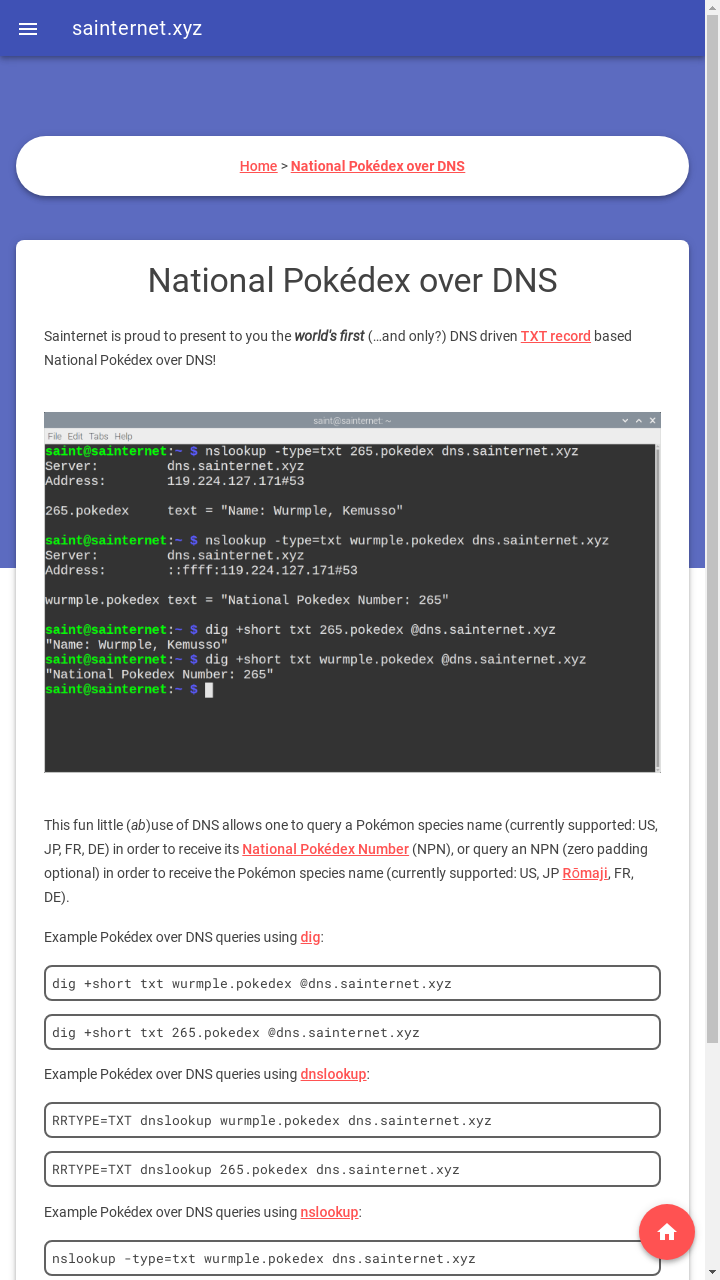 sainternet.xyz
Home > National Pokédex over DNS
National Pokédex over DNS
Sainternet is proud to present to you the world's first (…and only?) DNS driven TXT record based
National Pokédex over DNS!
saint@sainternet: ~
File Edit Tabs Help
saint@sainternet:~ $ nslookup -type=txt 265.pokedex dns.sainternet.xyz
Server: dns.sainternet.xyz
Address: 119.224.127.171#53
265.pokedex text = "Name: Wurmple, Kemusso"
saint@sainternet:~ $ nslookup -type=txt wurmple.pokedex dns.sainternet.xyz
Server: dns.sainternet.xyz
Address: ::ffff:119.224.127.171#53
wurmple.pokedex text = "National Pokedex Number: 265"
saint@sainternet:~ $ dig +short txt 265.pokedex @dns.sainternet.xyz
"Name: Wurmple, Kemusso"
saint@sainternet:~ $ dig +short txt wurmple.pokedex @dns.sainternet.xyz
"National Pokedex Number: 265"
saint@sainternet:~ $
This fun little (ab)use of DNS allows one to query a Pokémon species name (currently supported: US,
JP, FR, DE) in order to receive its National Pokédex Number (NPN), or query an NPN (zero padding
optional) in order to receive the Pokémon species name (currently supported: US, JP Rōmaji, FR,
DE).
Example Pokédex over DNS queries using dig:
dig +short txt wurmple.pokedex @dns.sainternet.xyz
dig +short txt 265.pokedex @dns.sainternet.xyz
Example Pokédex over DNS queries using dnslookup:
RRTYPE=TXT dnslookup wurmple.pokedex dns.sainternet.xyz
RRTYPE=TXT dnslookup 265.pokedex dns.sainternet.xyz
Example Pokédex over DNS queries using nslookup:
nslookup -type=txt wurmple.pokedex dns.sainternet.xyz